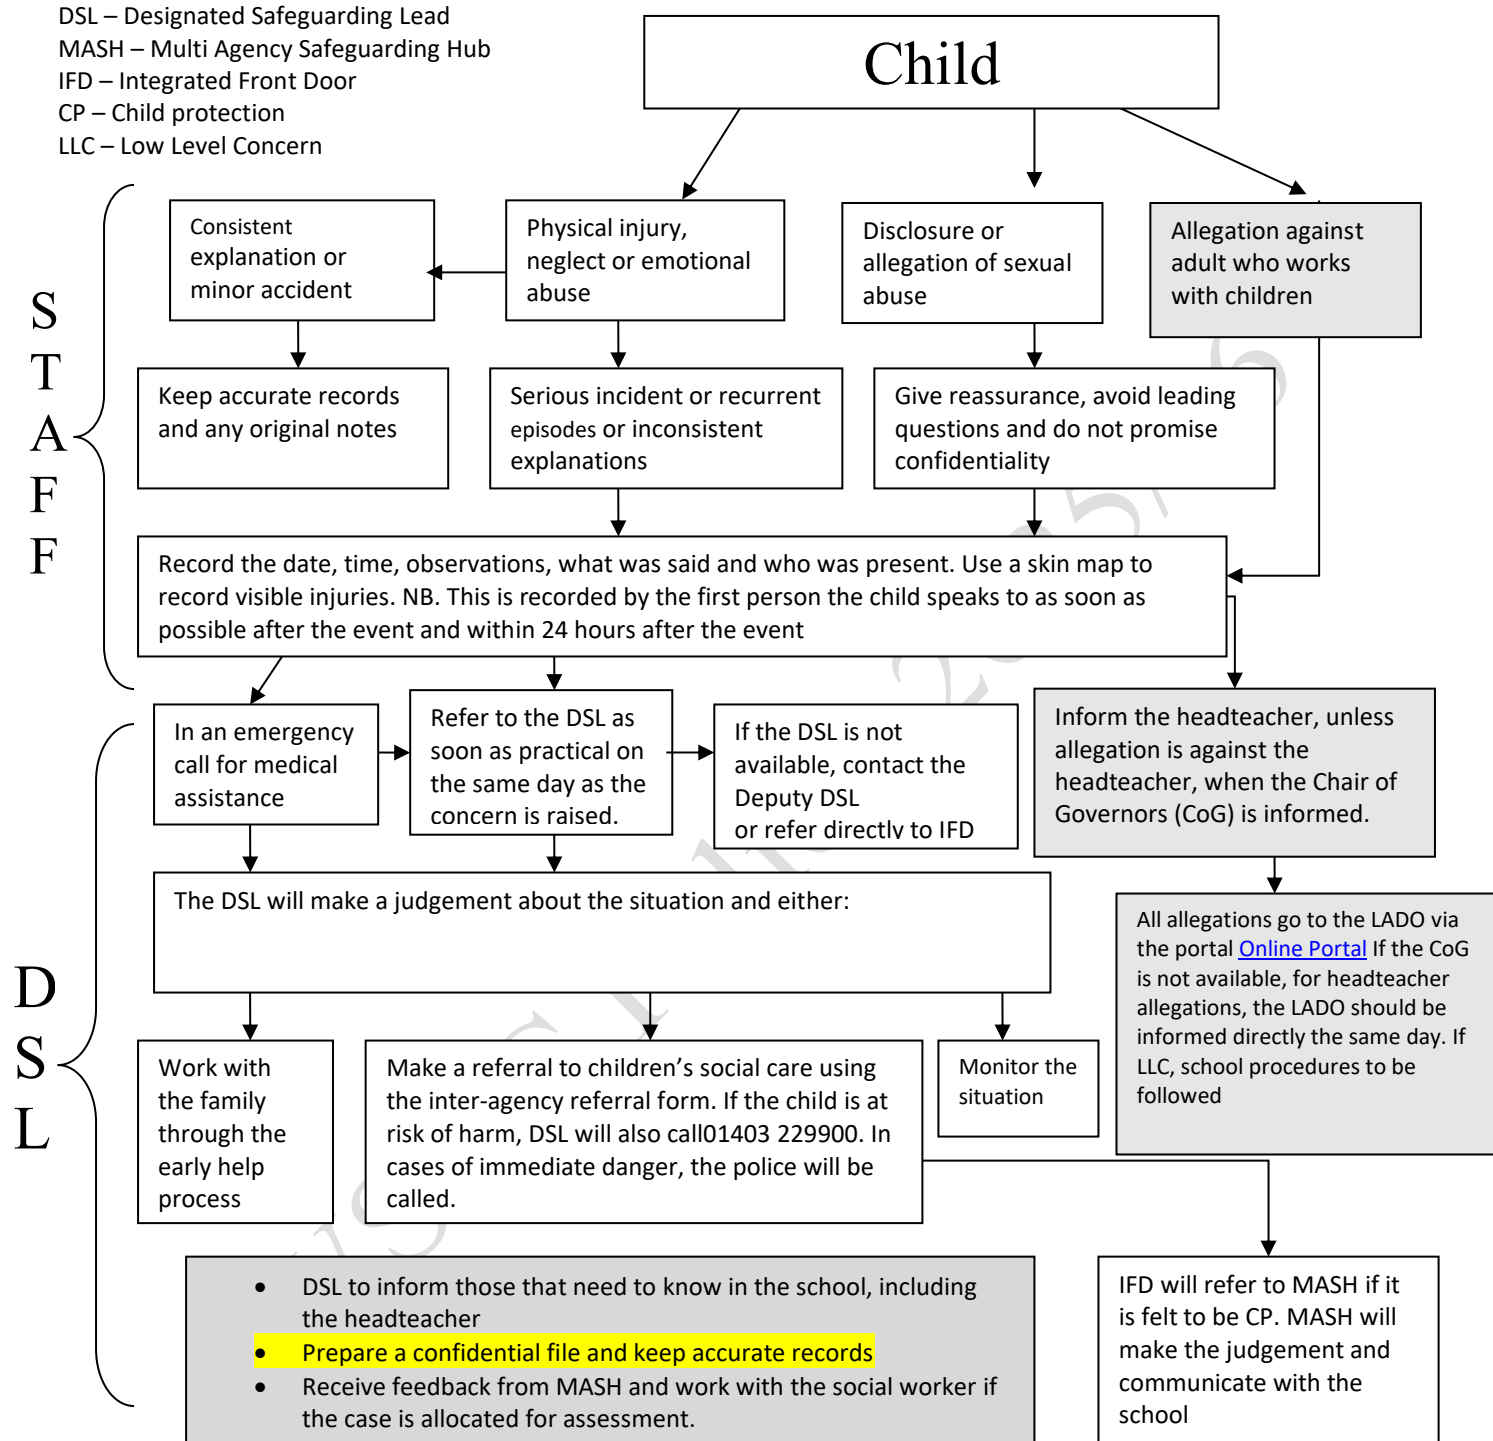 DSL – Designated Safeguarding Lead
MASH – Multi Agency Safeguarding Hub
IFD – Integrated Front Door
CP – Child protection
LLC – Low Level Concern
Child
S
T
A
F
F
Consistent
explanation or
minor accident
Physical injury,
neglect or emotional
abuse
Disclosure or
allegation of sexual
abuse
Allegation against
adult who works
with children
Keep accurate records
and any original notes
Serious incident or recurrent
episodes or inconsistent
explanations
Give reassurance, avoid leading
questions and do not promise
confidentiality
Record the date, time, observations, what was said and who was present. Use a skin map to
record visible injuries. NB. This is recorded by the first person the child speaks to as soon as
possible after the event and within 24 hours after the event
D
S
L
In an emergency
call for medical
assistance
Refer to the DSL as
soon as practical on
the same day as the
concern is raised.
If the DSL is not
available, contact the
Deputy DSL
or refer directly to IFD
Inform the headteacher, unless
allegation is against the
headteacher, when the Chair of
Governors (CoG) is informed.
The DSL will make a judgement about the situation and either:
All allegations go to the LADO via
the portal Online Portal If the CoG
is not available, for headteacher
allegations, the LADO should be
informed directly the same day. If
LLC, school procedures to be
followed
Work with
the family
through the
early help
process
Make a referral to children’s social care using
the inter-agency referral form. If the child is at
risk of harm, DSL will also call01403 229900. In
cases of immediate danger, the police will be
called.
Monitor the
situation
• DSL to inform those that need to know in the school, including
the headteacher
• Prepare a confidential file and keep accurate records
• Receive feedback from MASH and work with the social worker if
the case is allocated for assessment.
IFD will refer to MASH if it
is felt to be CP. MASH will
make the judgement and
communicate with the
school